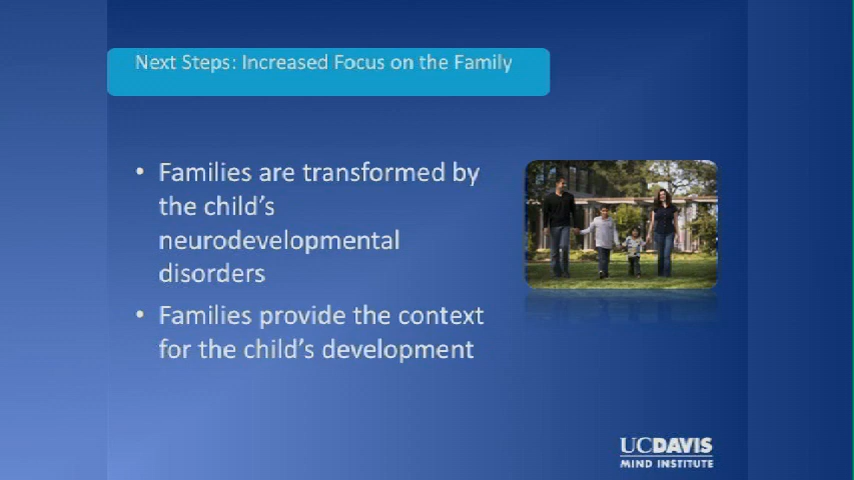 Next Steps: Increased Focus on the Family
• Families are transformed by
the child's
neurodevelopmental
disorders
• Families provide the context
for the child's development
UCDAVIS
MIND INSTITUTE